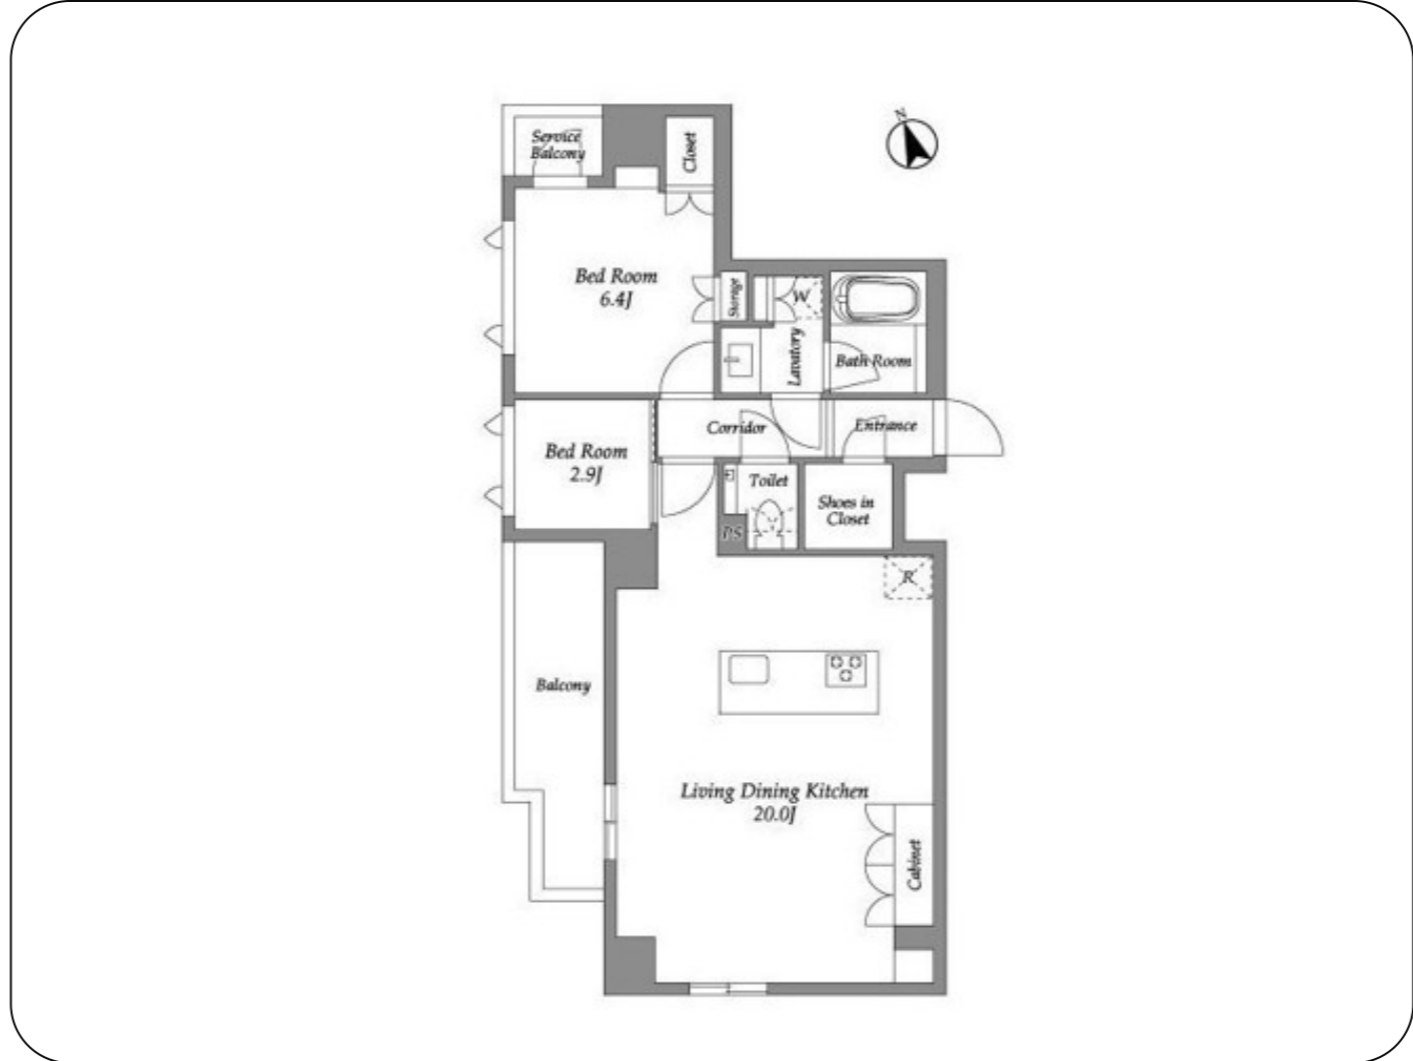 N
Service
Balcony
Closet
Bed Room
6.4J
Storage
W
Lavatory
Bath Room
Corridor
Entrance
Bed Room
2.9J
Toilet
Shoes in
Closet
PS
R
Balcony
Living Dining Kitchen
20.0J
Cabinet